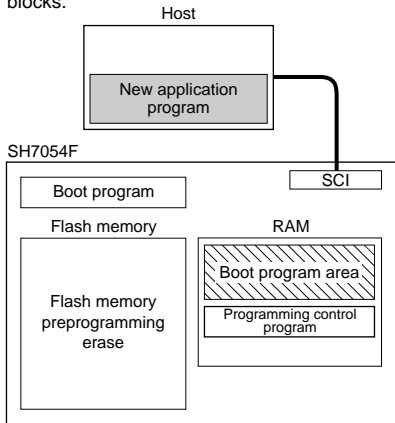 blocks.
Host
New application
program
SH7054F
SCI
Boot program
Flash memory
RAM
Boot program area
Flash memory
preprogramming
erase
Programming control
program